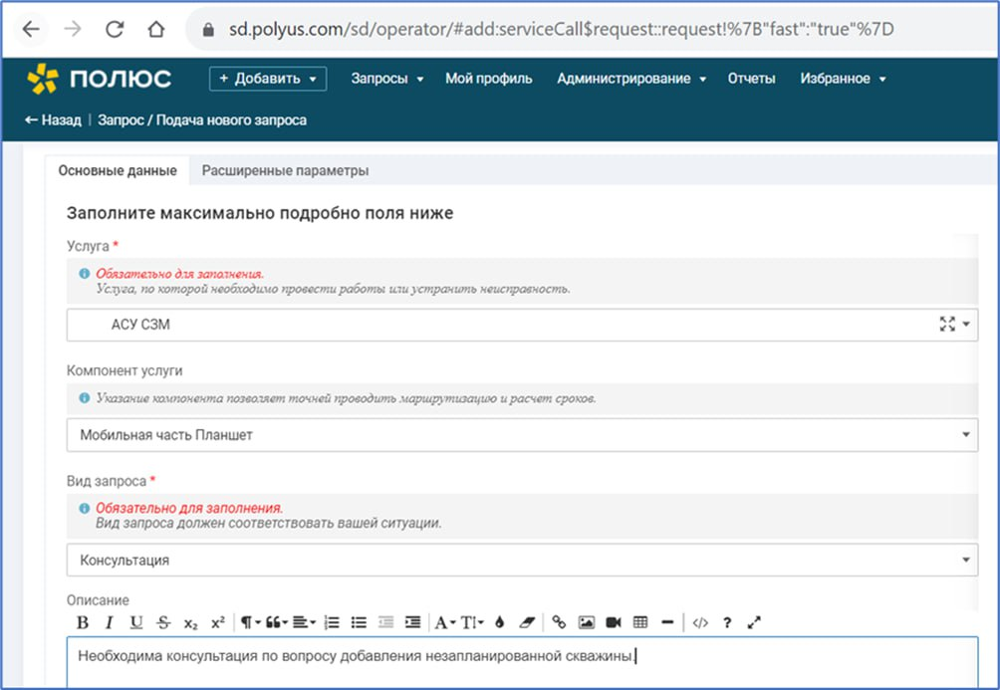 sd.polyus.com/sd/operator/#add:serviceCall$request::request!%7B"fast":"true"%7D
ПОЛЮС + Добавить Запросы Мой профиль Администрирование Отчеты Избранное
← Назад | Запрос / Подача нового запроса
Основные данные Расширенные параметры
Заполните максимально подробно поля ниже
Услуга *
Обязательно для заполнения.
Услуга, по которой необходимо провести работы или устранить неисправность.
АСУ СЗМ
Компонент услуги
Указание компонента позволяет точней проводить маршрутизацию и расчет сроков.
Мобильная часть Планшет
Вид запроса *
Обязательно для заполнения.
Вид запроса должен соответствовать вашей ситуации.
Консультация
Описание
B I U S x₂ x² ¶ A TI </> ?
Необходима консультация по вопросу добавления незапланированной скважины.